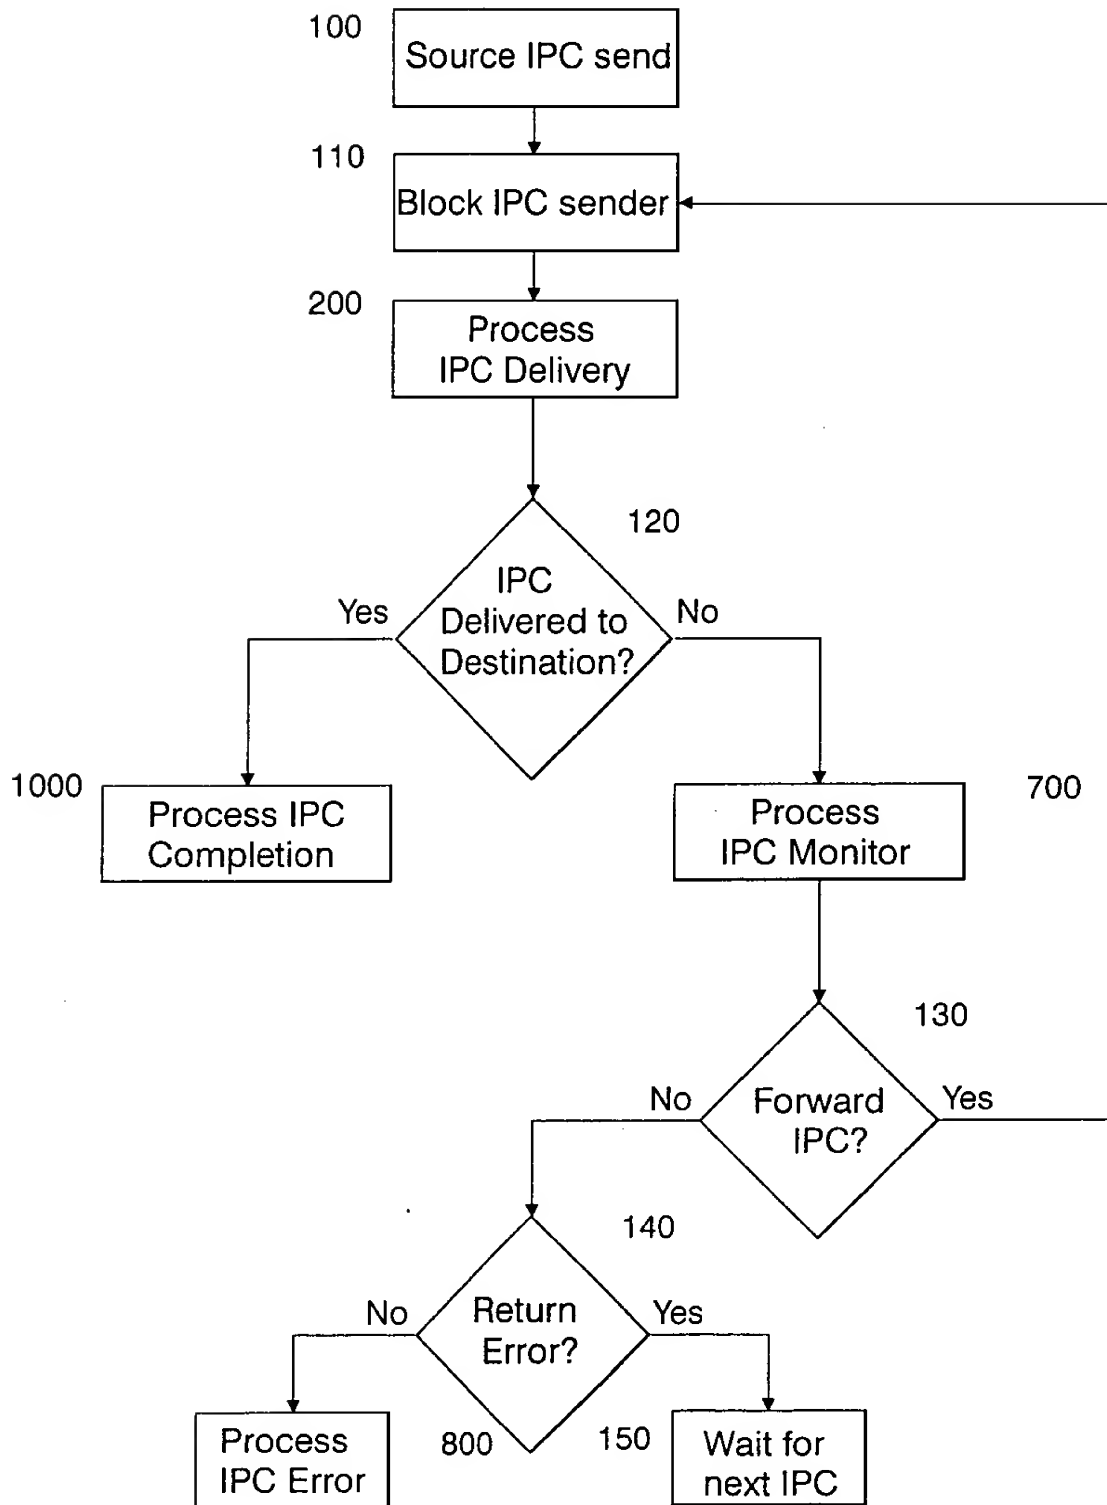 100
Source IPC send
110
Block IPC sender
200
Process
IPC Delivery
120
IPC
Delivered to
Destination?
Yes
No
1000
Process IPC
Completion
700
Process
IPC Monitor
130
Forward
IPC?
No
Yes
140
Return
Error?
No
Yes
Process
IPC Error
800
150
Wait for
next IPC